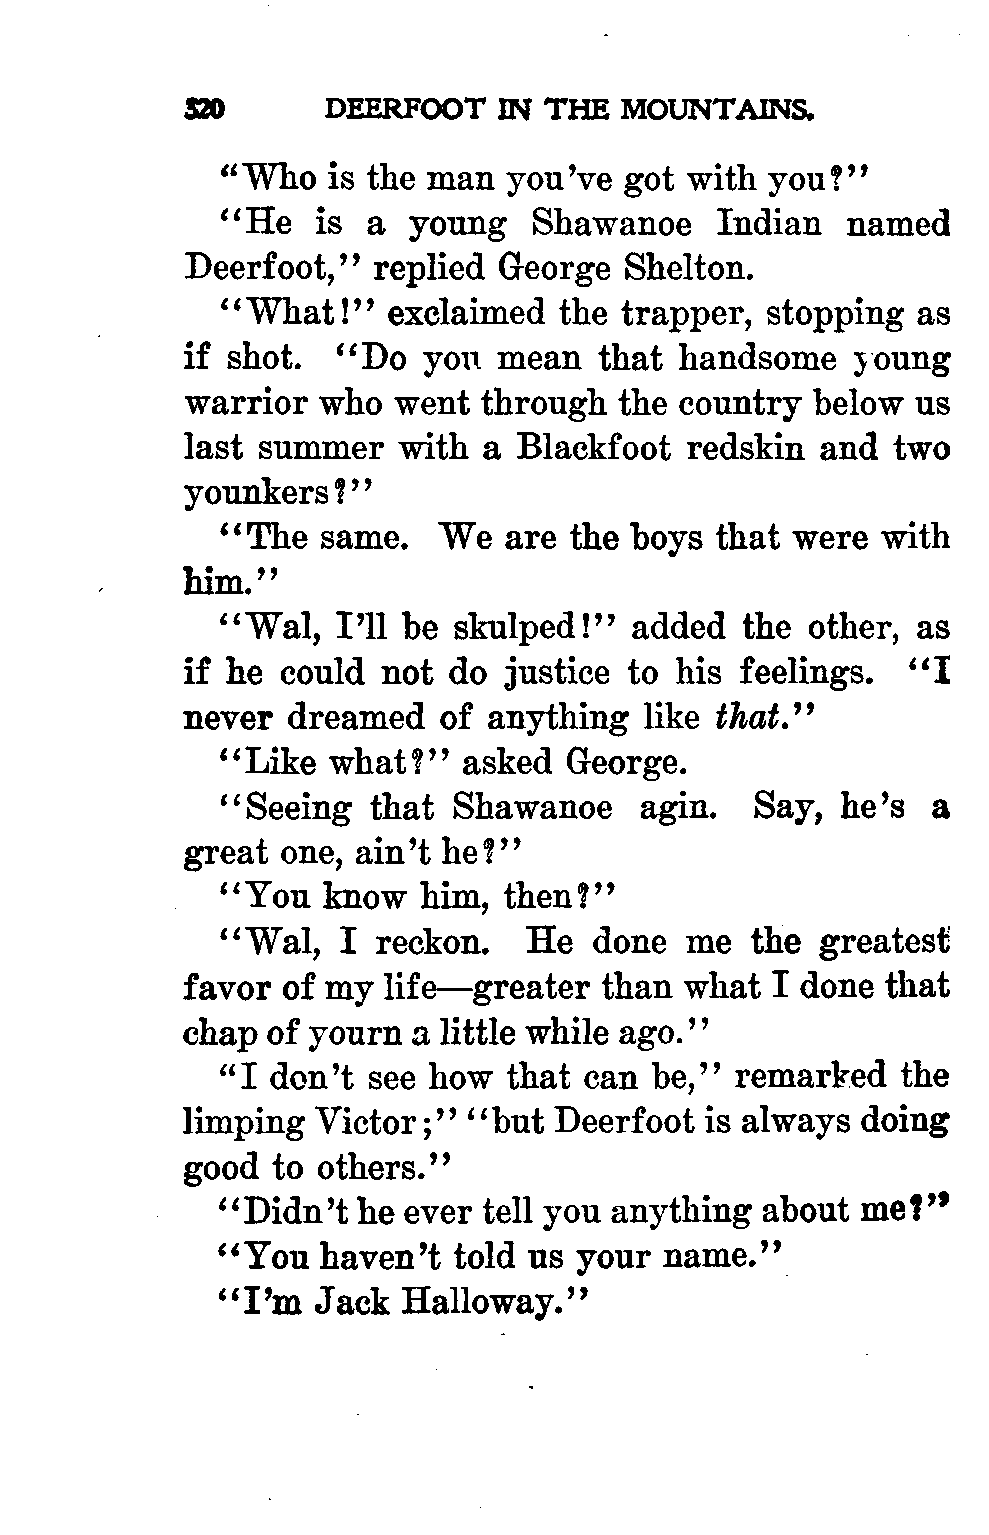 320 DEERFOOT IN THE MOUNTAINS.
"Who is the man you've got with you?"
"He is a young Shawanoe Indian named
Deerfoot," replied George Shelton.
"What!" exclaimed the trapper, stopping as
if shot. "Do you mean that handsome young
warrior who went through the country below us
last summer with a Blackfoot redskin and two
younkers?"
"The same. We are the boys that were with
him."
"Wal, I'll be skulped!" added the other, as
if he could not do justice to his feelings. "I
never dreamed of anything like that."
"Like what?" asked George.
"Seeing that Shawanoe agin. Say, he's a
great one, ain't he?"
"You know him, then?"
"Wal, I reckon. He done me the greatest
favor of my life—greater than what I done that
chap of yourn a little while ago."
"I don't see how that can be," remarked the
limping Victor;" "but Deerfoot is always doing
good to others."
"Didn't he ever tell you anything about me?"
"You haven't told us your name."
"I'm Jack Halloway."